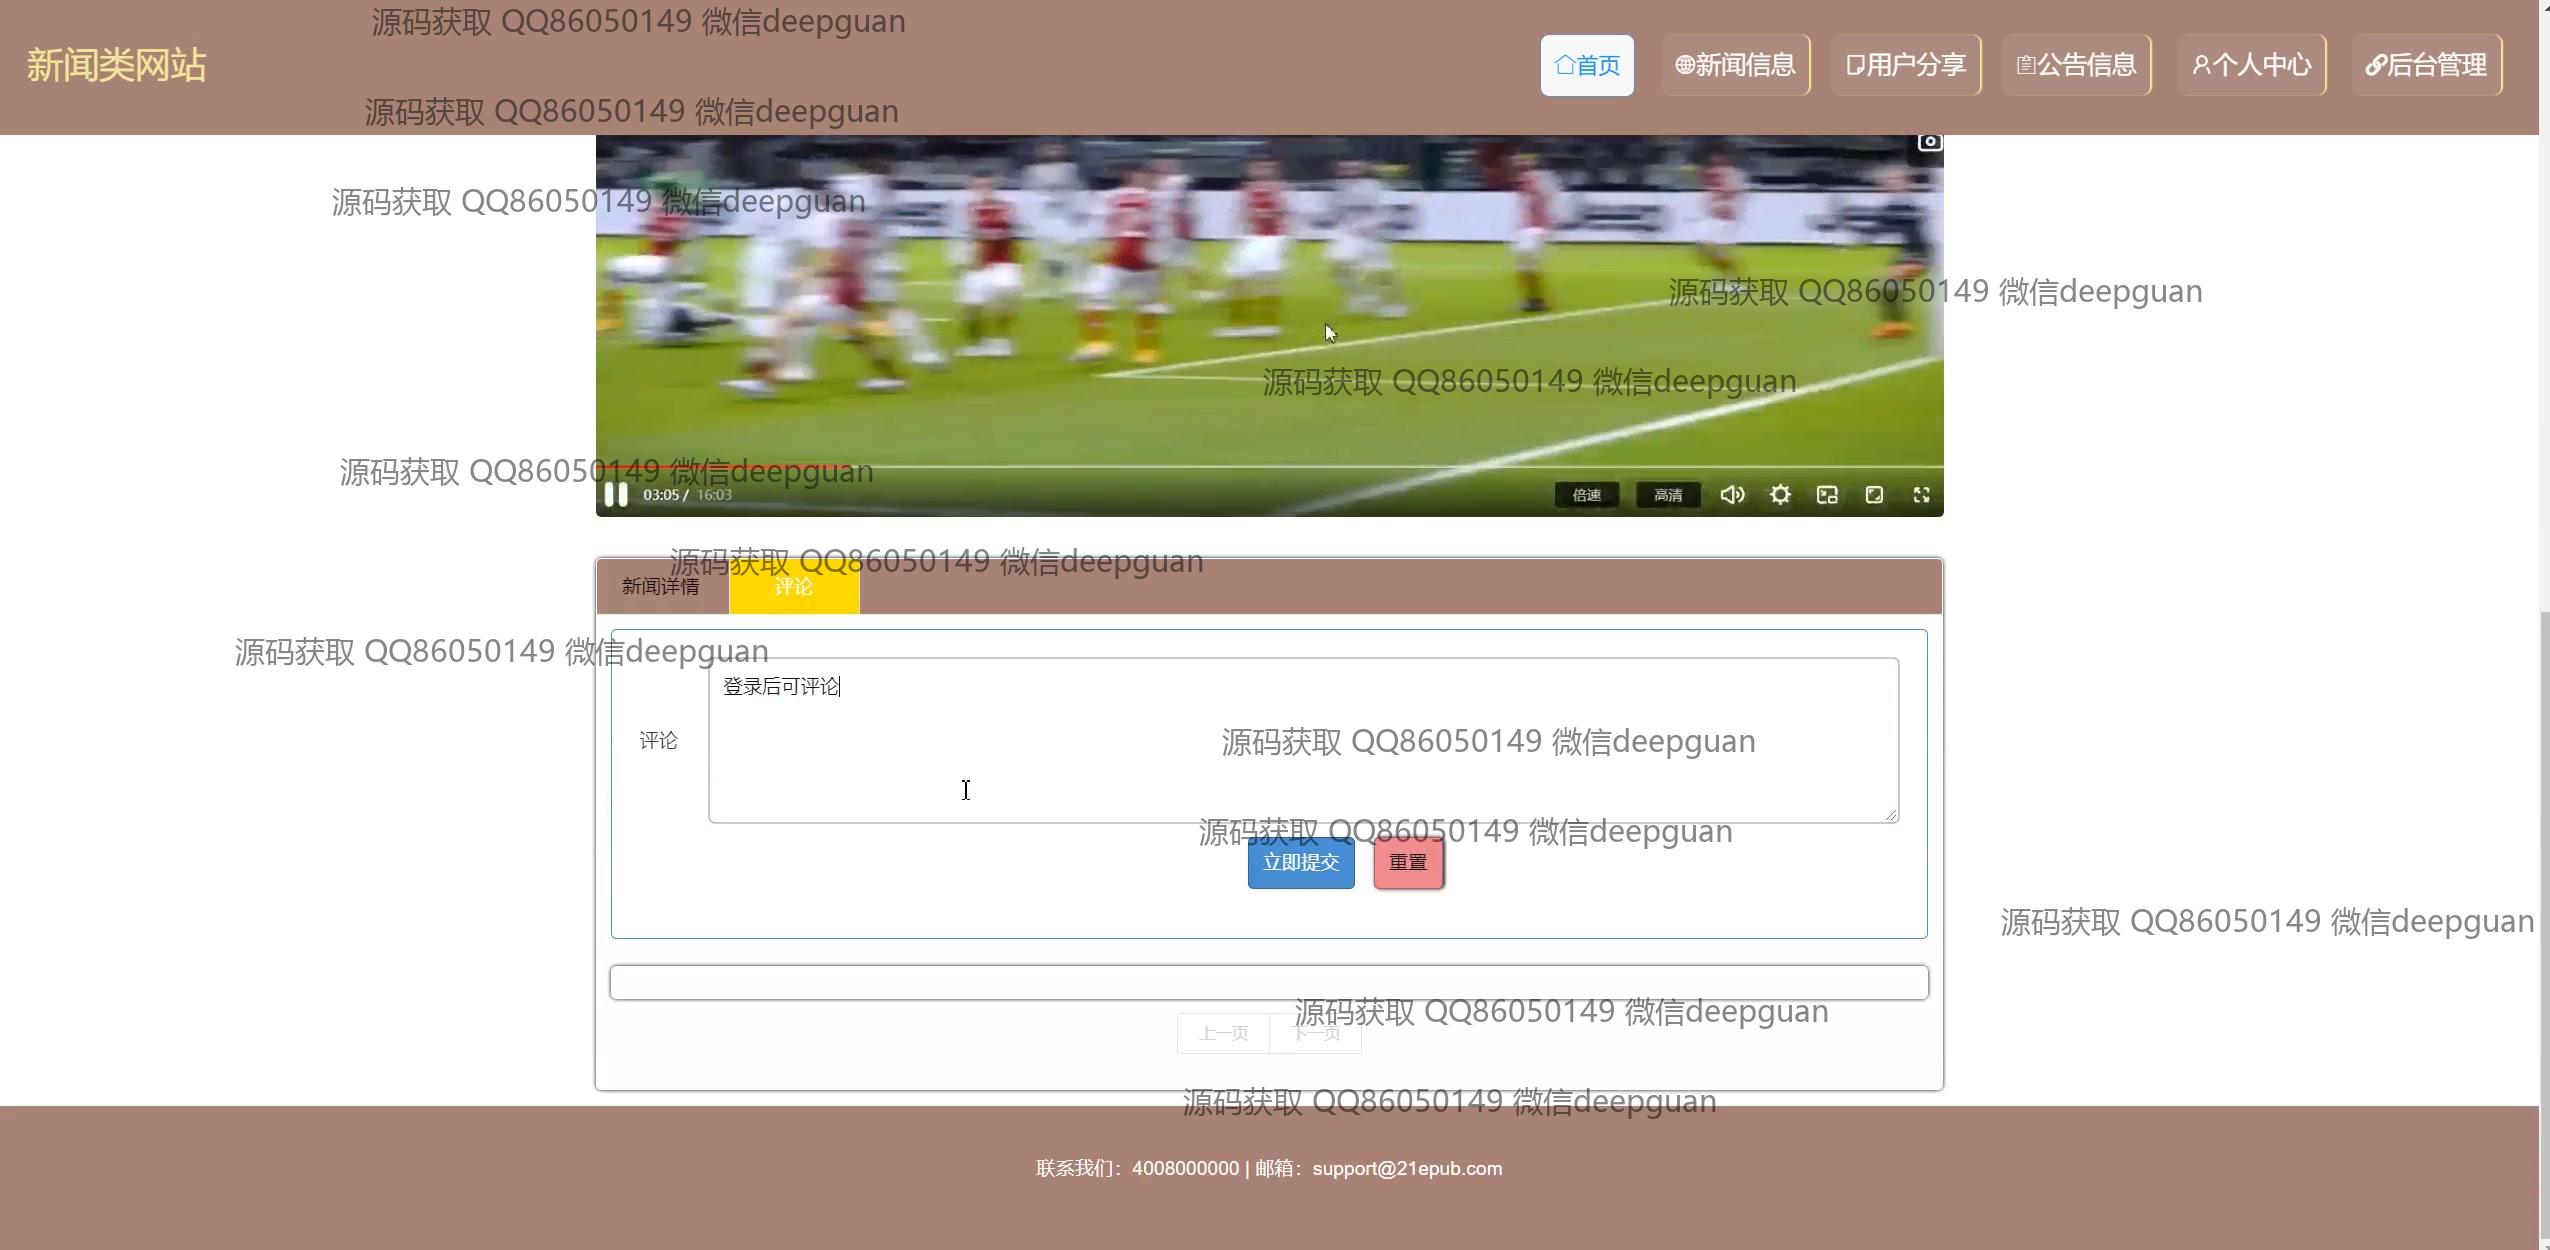 源码获取 QQ86050149 微信deepguan
新闻类网站
首页
新闻信息
用户分享
公告信息
个人中心
后台管理
源码获取 QQ86050149 微信deepguan
源码获取 QQ86050149 微信deepguan
源码获取 QQ86050149 微信deepguan
源码获取 QQ86050149 微信deepguan
源码获取 QQ86050149 微信deepguan
03:05 / 16:03
倍速
高清
源码获取 QQ86050149 微信deepguan
新闻详情
评论
源码获取 QQ86050149 微信deepguan
登录后可评论
评论
源码获取 QQ86050149 微信deepguan
源码获取 QQ86050149 微信deepguan
立即提交
重置
源码获取 QQ86050149 微信deepguan
源码获取 QQ86050149 微信deepguan
上一页
下一页
源码获取 QQ86050149 微信deepguan
联系我们：4008000000 | 邮箱：support@21epub.com